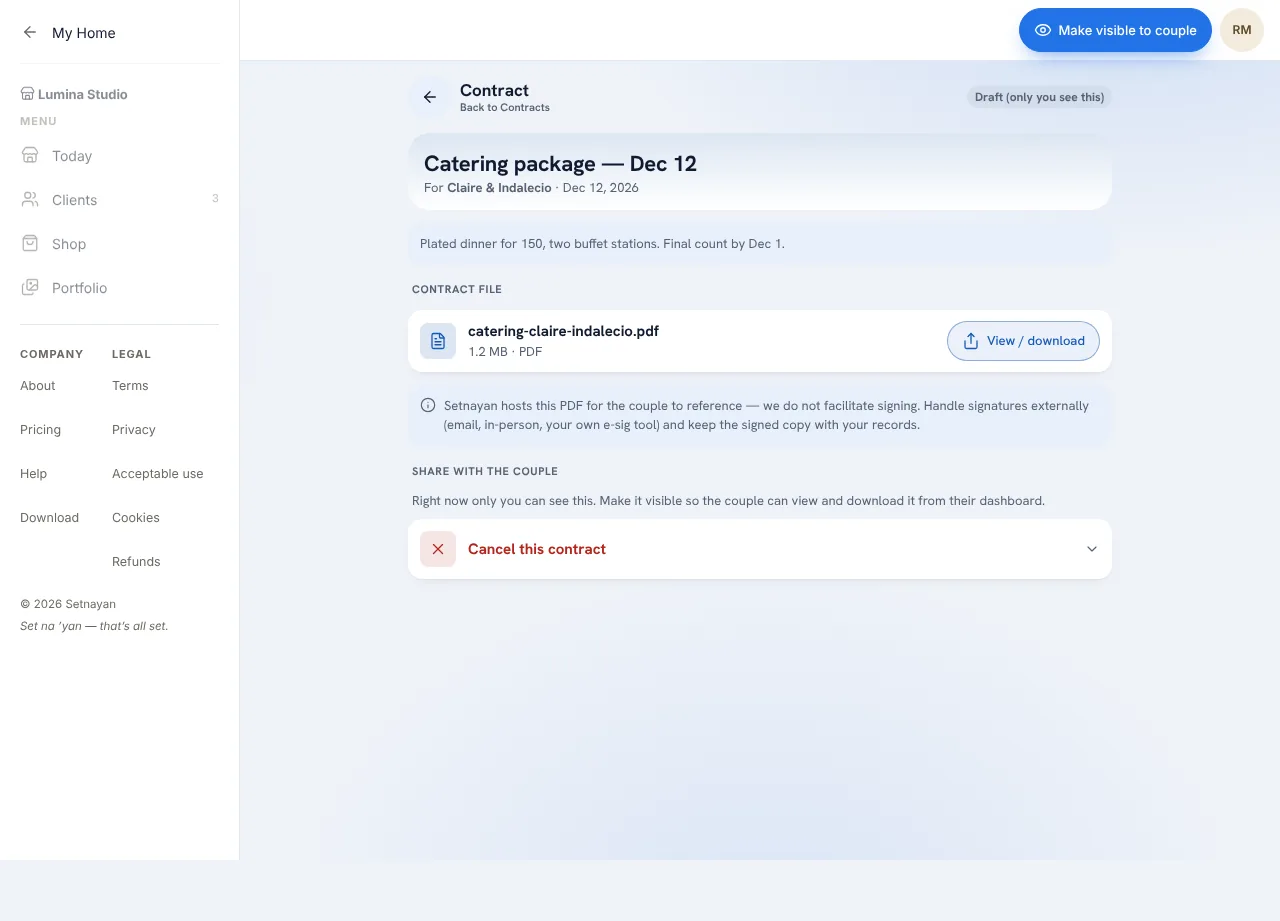 My Home
Lumina Studio
MENU
Today
Clients 3
Shop
Portfolio
COMPANY
About
Pricing
Help
Download
LEGAL
Terms
Privacy
Acceptable use
Cookies
Refunds
© 2026 Setnayan
Set na 'yan — that's all set.
Make visible to couple
RM
Contract
Back to Contracts
Draft (only you see this)
Catering package — Dec 12
For Claire & Indalecio · Dec 12, 2026
Plated dinner for 150, two buffet stations. Final count by Dec 1.
CONTRACT FILE
catering-claire-indalecio.pdf
1.2 MB · PDF
View / download
Setnayan hosts this PDF for the couple to reference — we do not facilitate signing. Handle signatures externally
(email, in-person, your own e-sig tool) and keep the signed copy with your records.
SHARE WITH THE COUPLE
Right now only you can see this. Make it visible so the couple can view and download it from their dashboard.
Cancel this contract